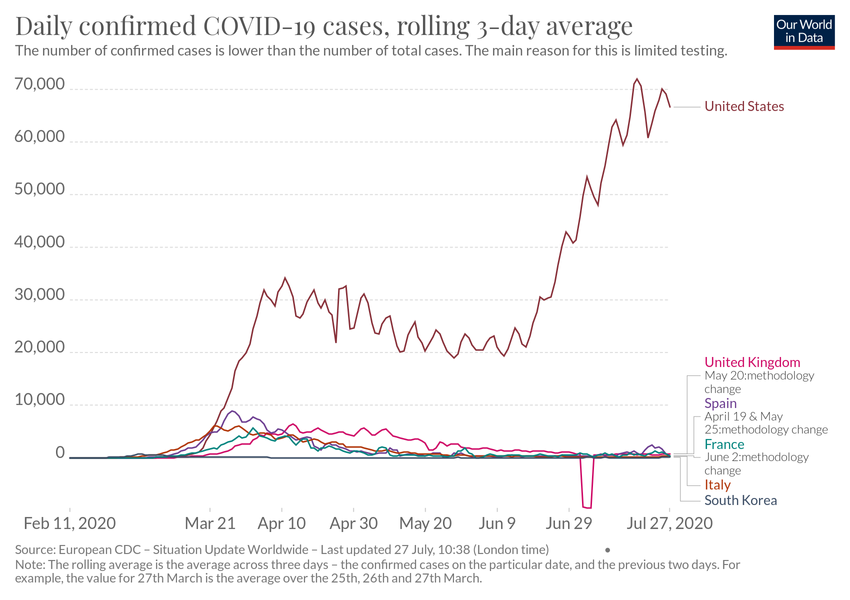 Daily confirmed COVID-19 cases, rolling 3-day average
Our World
in Data
The number of confirmed cases is lower than the number of total cases. The main reason for this is limited testing.
70,000
60,000
50,000
40,000
30,000
20,000
10,000
0
United States
United Kingdom
May 20:methodology
change
Spain
April 19 & May
25:methodology change
France
June 2:methodology
change
Italy
South Korea
Feb 11, 2020
Mar 21
Apr 10
Apr 30
May 20
Jun 9
Jun 29
Jul 27, 2020
Source: European CDC – Situation Update Worldwide – Last updated 27 July, 10:38 (London time)
Note: The rolling average is the average across three days – the confirmed cases on the particular date, and the previous two days. For
example, the value for 27th March is the average over the 25th, 26th and 27th March.